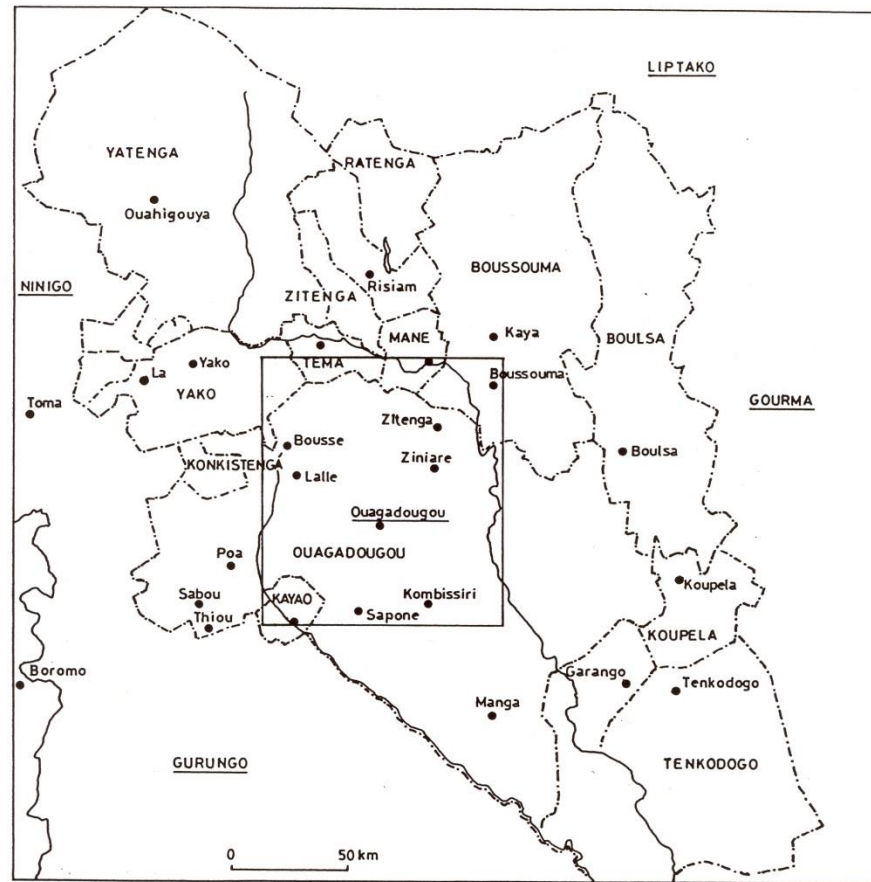 LIPTAKO
YATENGA
RATENGA
Ouahigouya
BOUSSOUMA
Risiam
NINIGO
ZITENGA
MANE
Kaya
BOULSA
Yako
TEMA
La
YAKO
Boussouma
GOURMA
Toma
Zitenga
Bousse
Boulsa
KONKISTENGA
Lalle
Ziniare
Ouagadougou
OUAGADOUGOU
Poa
Koupela
Sabou
KAYAO
Kombissiri
Sapone
Thiou
KOUPELA
Boromo
Garango
Tenkodogo
Manga
GURUNGO
TENKODOGO
0 50 km